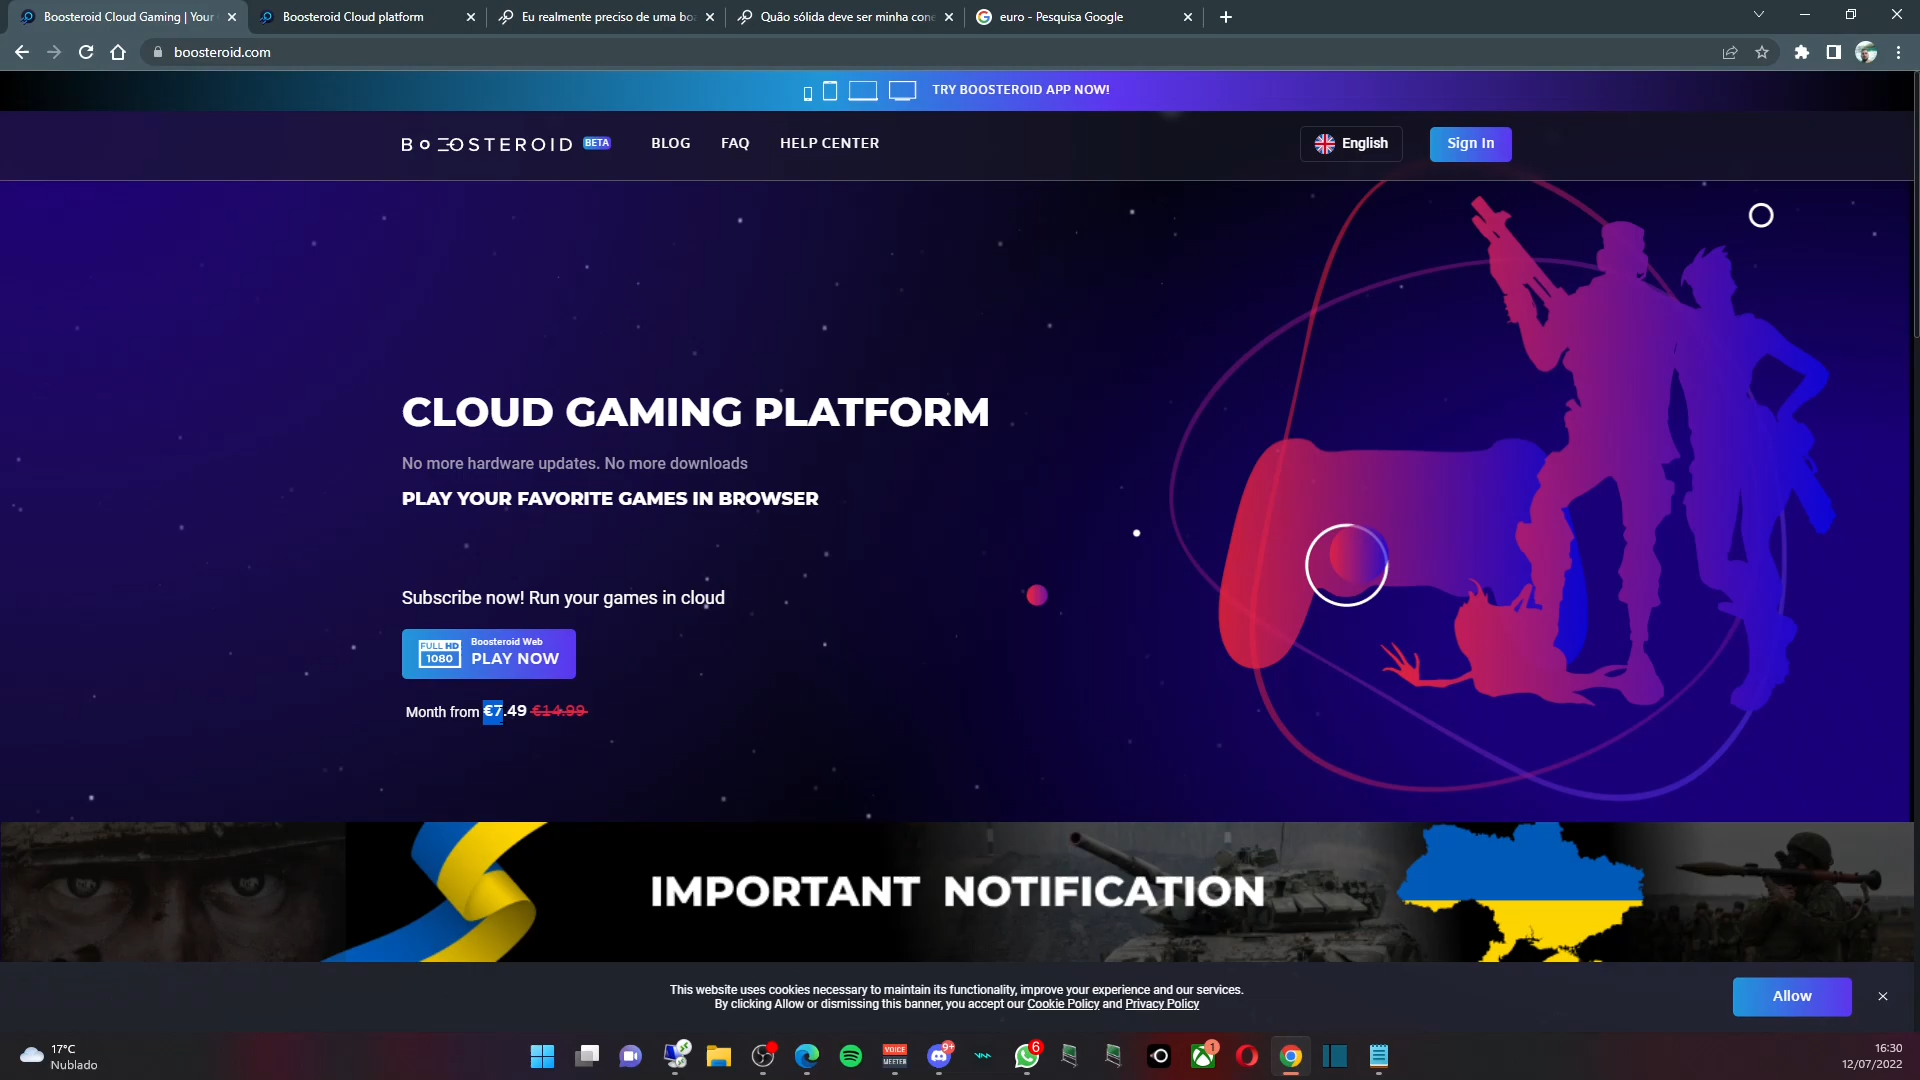 Boosteroid Cloud Gaming | Your
Boosteroid Cloud platform
Eu realmente preciso de uma bo
Quão sólida deve ser minha con
euro - Pesquisa Google
boosteroid.com
TRY BOOSTEROID APP NOW!
BOOSTEROID BETA
BLOG
FAQ
HELP CENTER
English
Sign In
CLOUD GAMING PLATFORM
No more hardware updates. No more downloads
PLAY YOUR FAVORITE GAMES IN BROWSER
Subscribe now! Run your games in cloud
FULL HD
1080
Boosteroid Web
PLAY NOW
Month from €7.49 €14.99
IMPORTANT NOTIFICATION
This website uses cookies necessary to maintain its functionality, improve your experience and our services.
By clicking Allow or dismissing this banner, you accept our Cookie Policy and Privacy Policy
Allow
17°C
Nublado
VOICE
MEETER
9+
6
1
16:30
12/07/2022